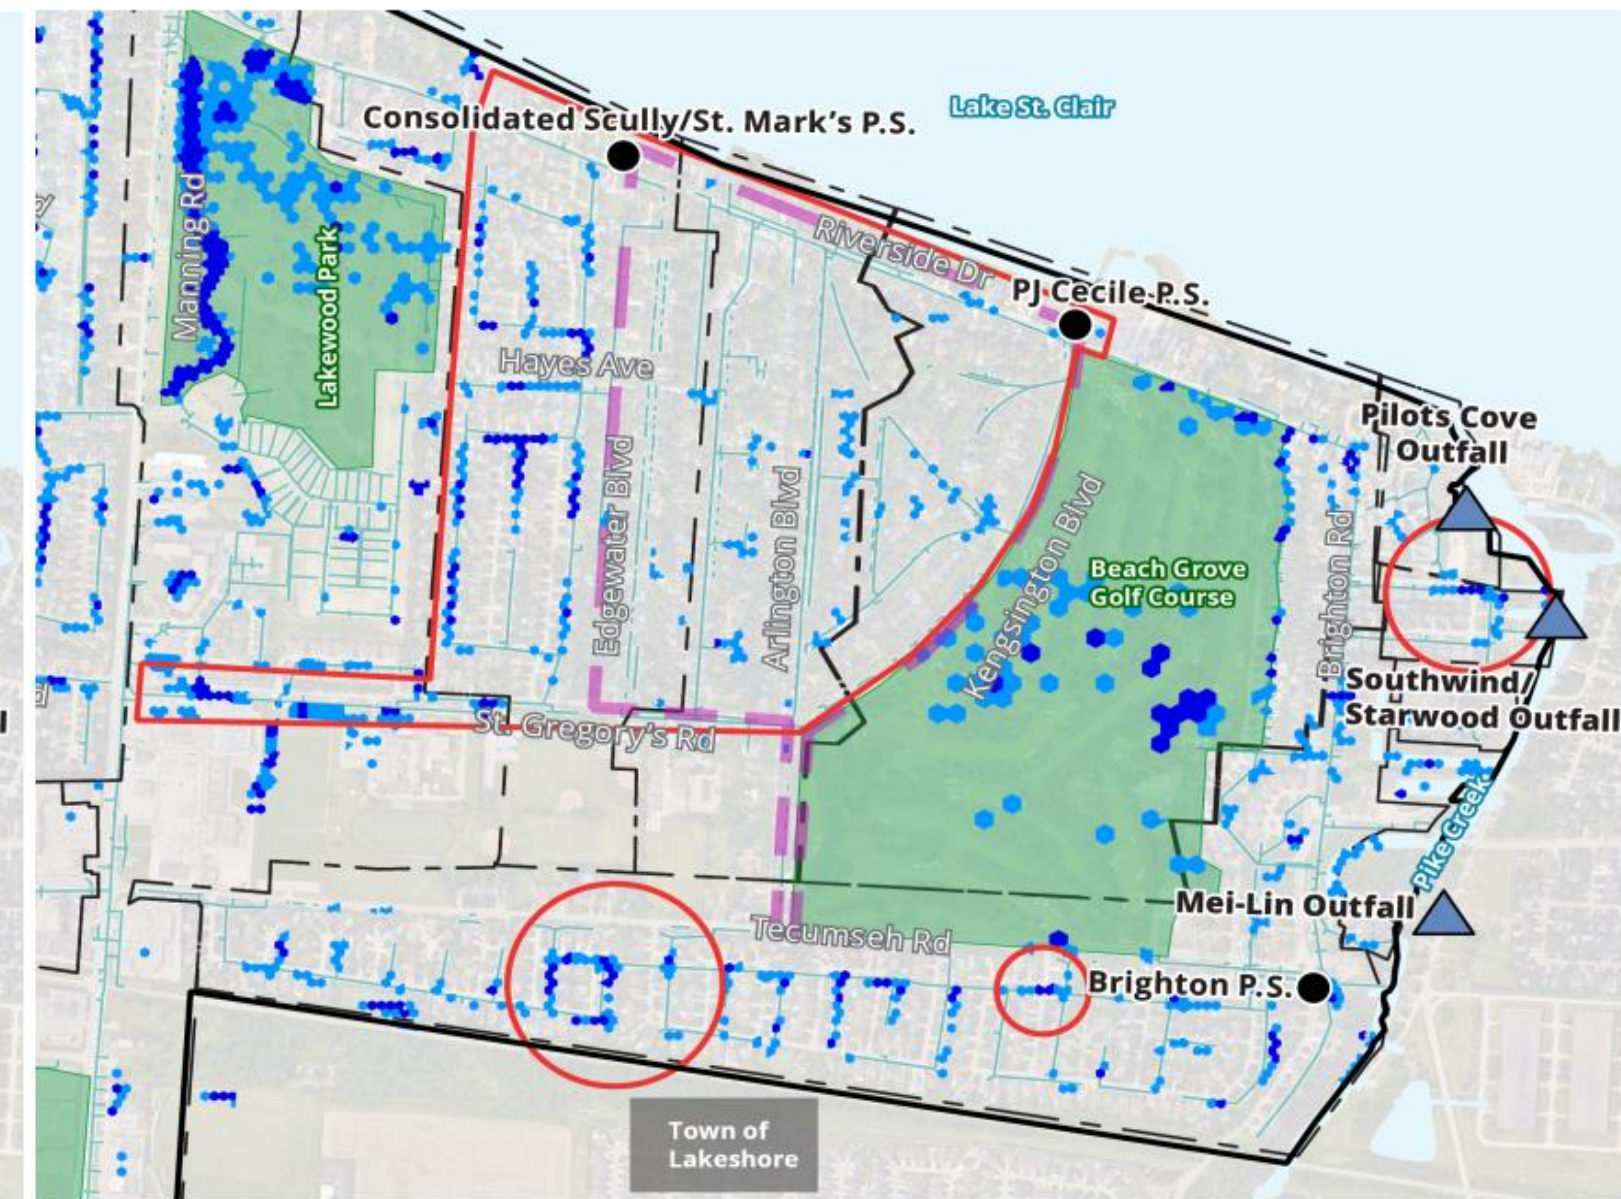 Lake St. Clair
Consolidated Scully/St. Mark's P.S.
Manning Rd
Lakewood Park
Riverside Dr
PJ Cecile P.S.
Hayes Ave
Edgewater Blvd
Arlington Blvd
Kengsington Blvd
Beach Grove
Golf Course
Brighton Rd
Pilots Cove
Outfall
Southwind/
Starwood Outfall
St. Gregory's Rd
Pike Creek
Mei-Lin Outfall
Tecumseh Rd
Brighton P.S.
Town of
Lakeshore